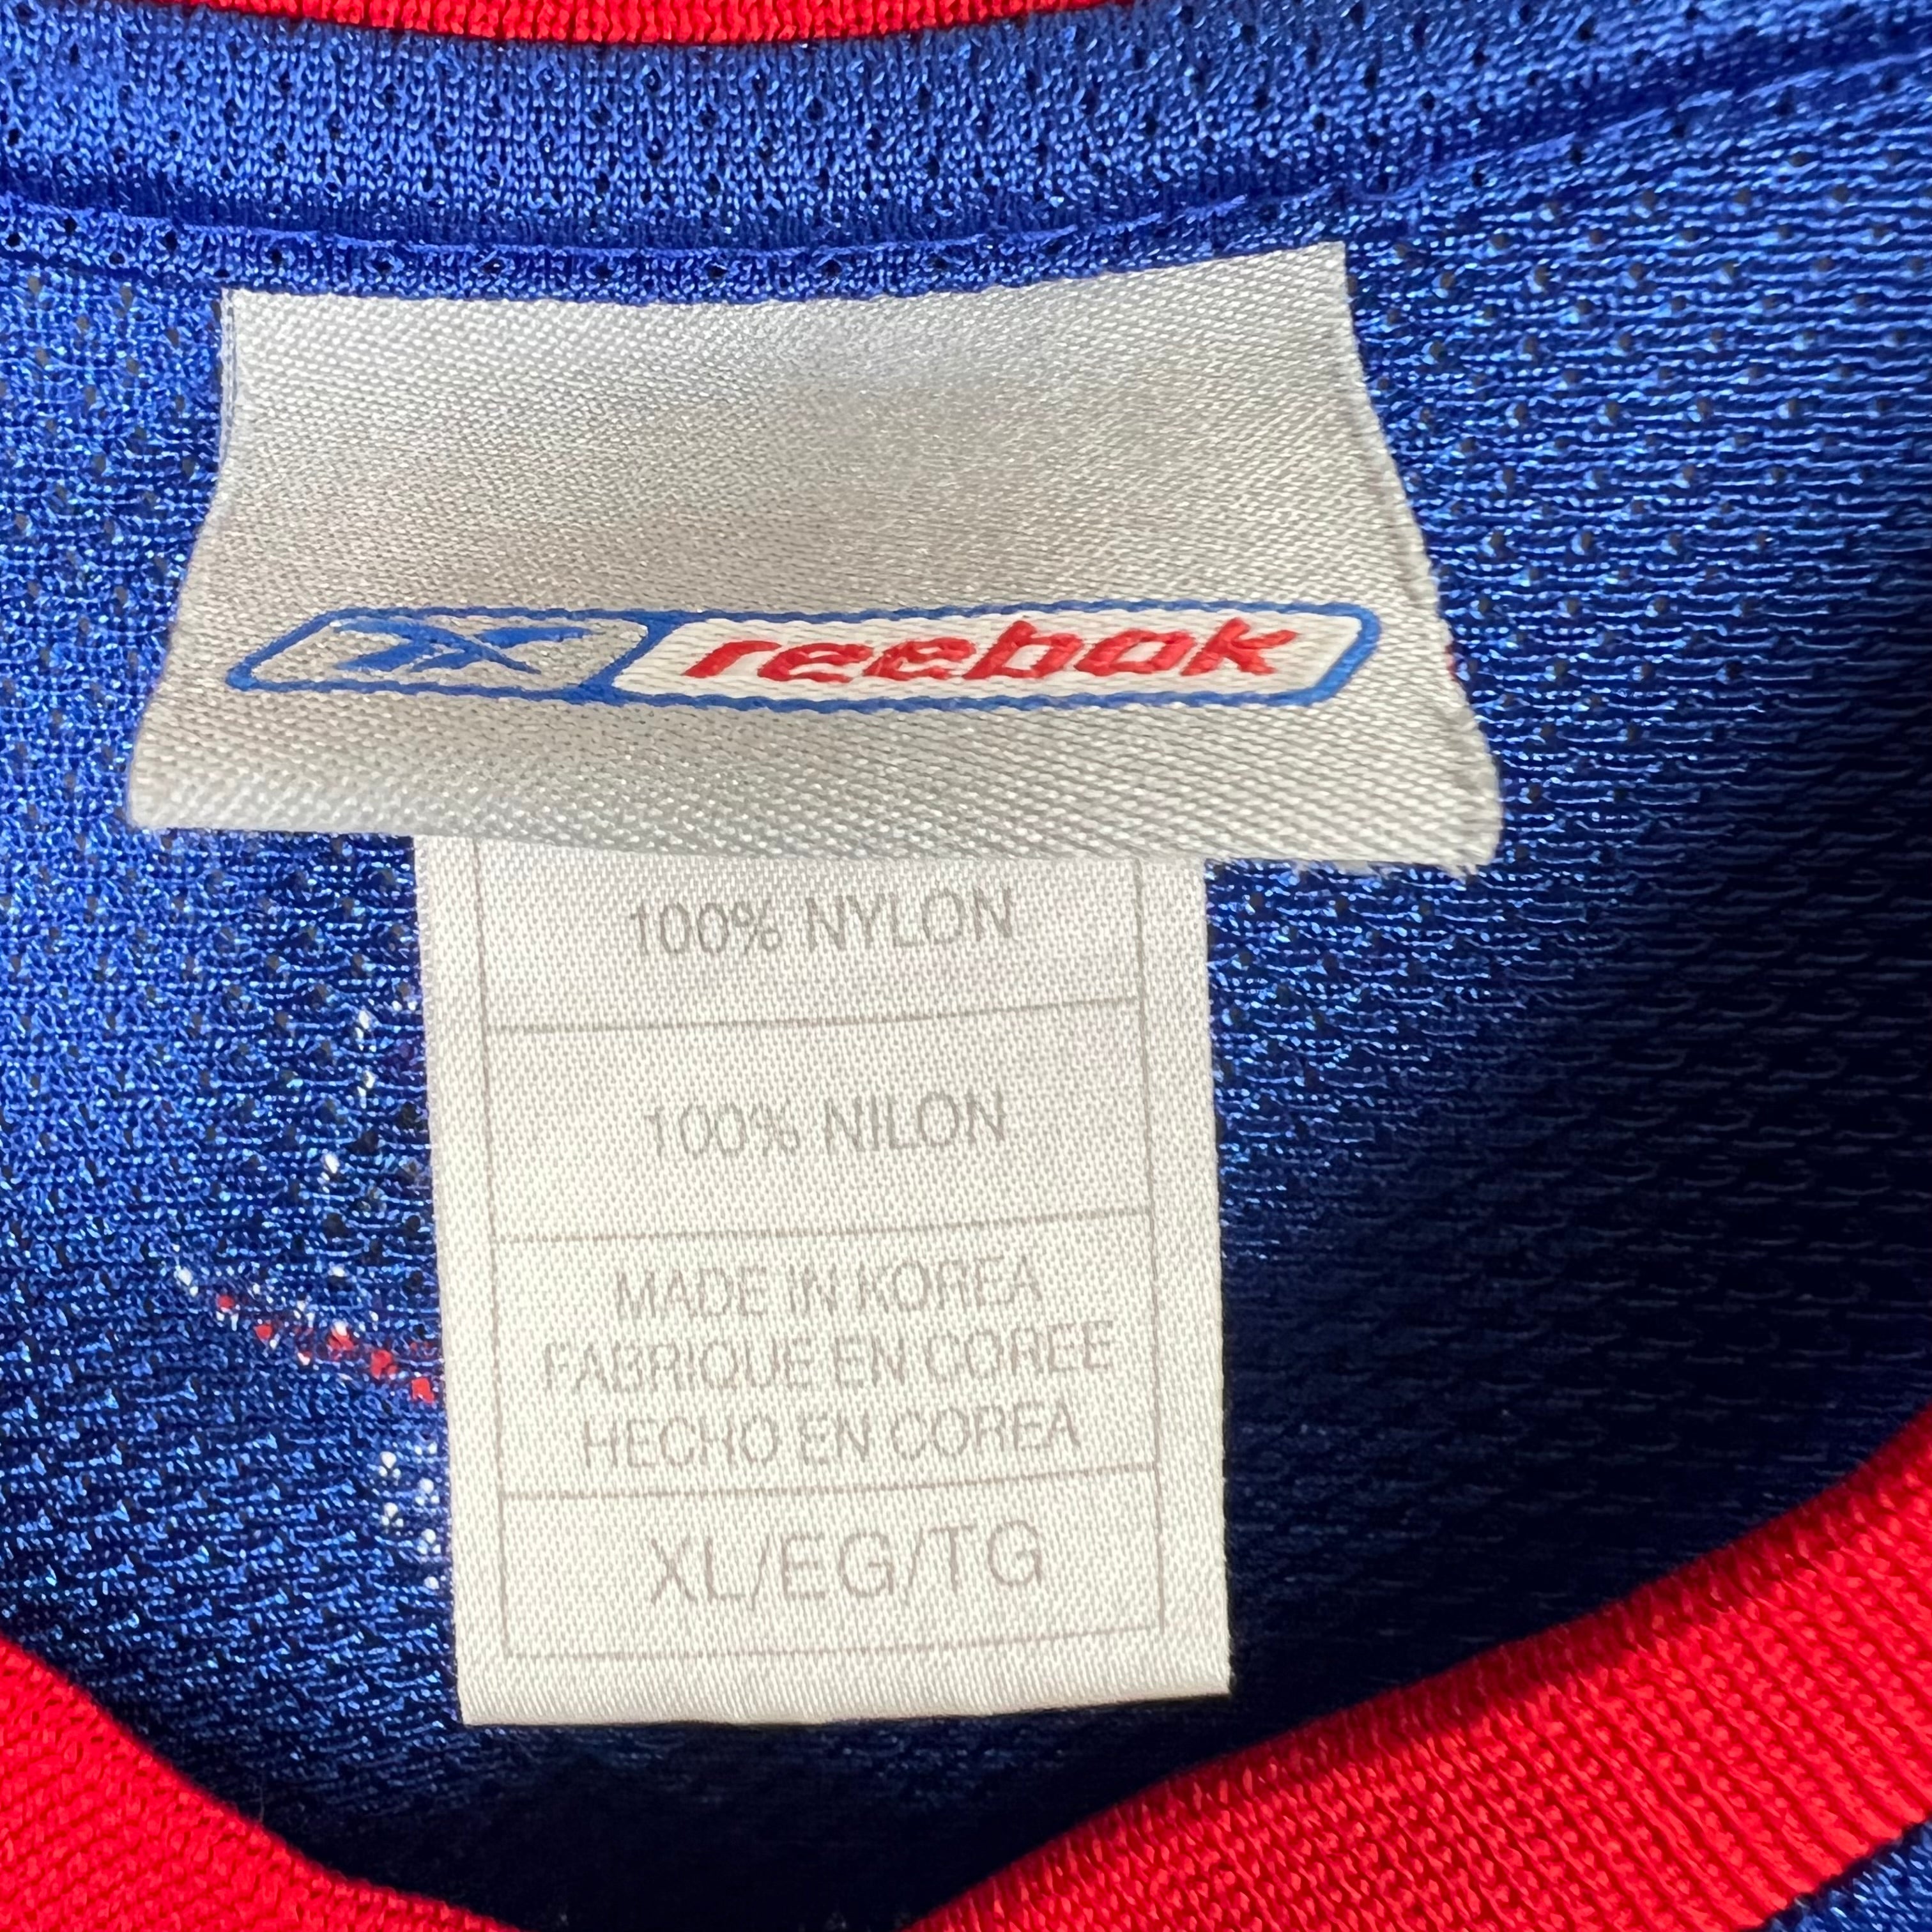 reebok
100% NYLON
100% NILON
MADE IN KOREA
FABRIQUE EN COREE
HECHO EN COREA
XL/EG/TG